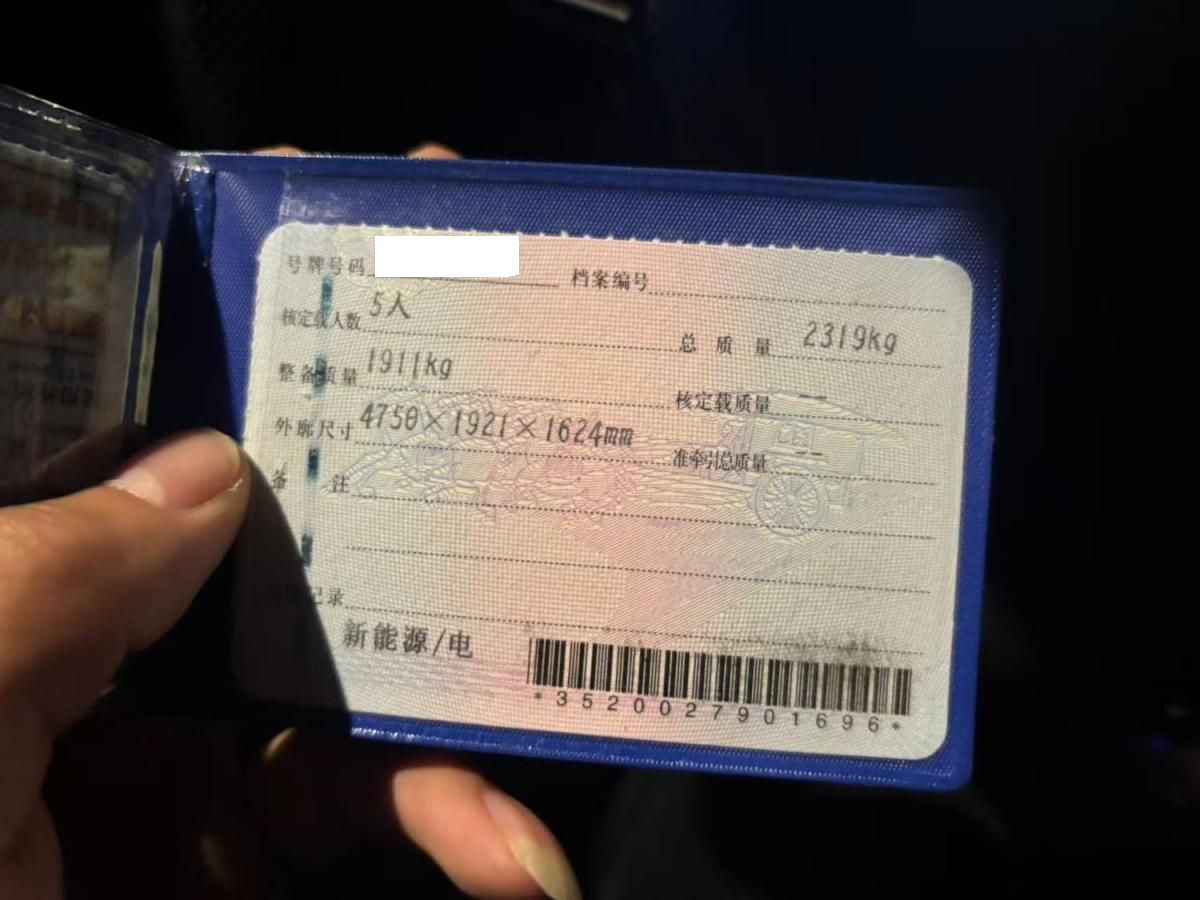 号牌号码
档案编号
核定载人数 5人
总质量 2319kg
整备质量 1911kg
核定载质量 --
外廓尺寸 4750×1921×1624mm
准牵引总质量 --
备注
记录
新能源/电
*3520027901696*